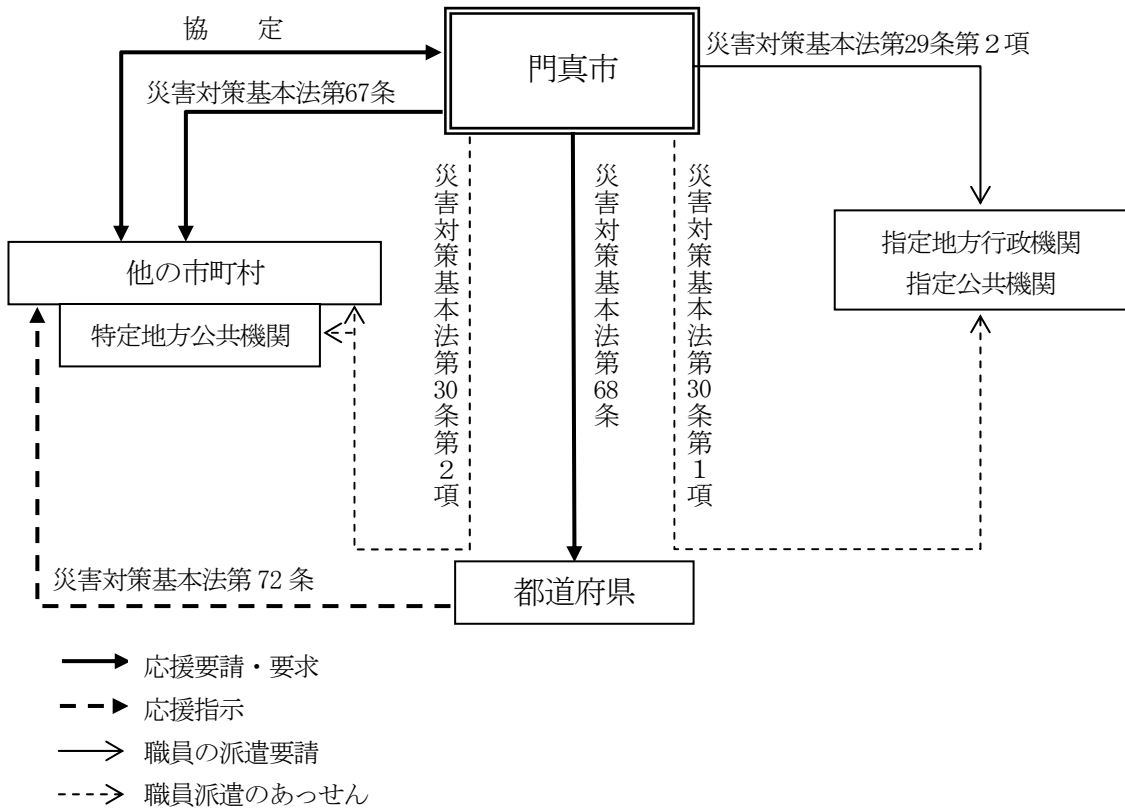 協　定
門真市
災害対策基本法第29条第２項
災害対策基本法第67条
災害対策基本法第30条第２項
災害対策基本法第68条
災害対策基本法第30条第１項
他の市町村
特定地方公共機関
指定地方行政機関
指定公共機関
災害対策基本法第 72 条
都道府県
応援要請・要求
応援指示
職員の派遣要請
職員派遣のあっせん